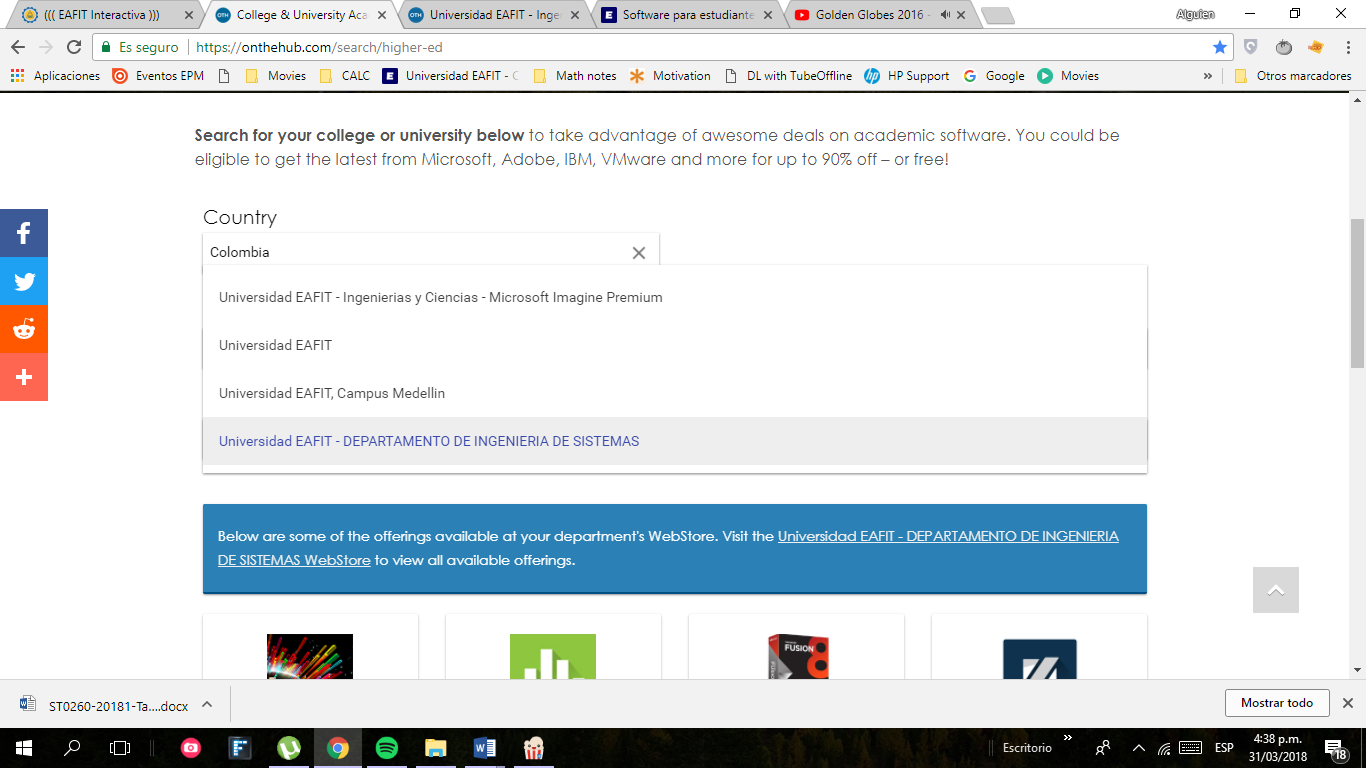 ((( EAFIT Interactiva )))
College & University Aca
Universidad EAFIT - Inge
Software para estudiante
Golden Globes 2016 -
Alguien
Es seguro
https://onthehub.com/search/higher-ed
Aplicaciones
Eventos EPM
Movies
CALC
Universidad EAFIT - C
Math notes
Motivation
DL with TubeOffline
HP Support
Google
Movies
»
Otros marcadores
Search for your college or university below to take advantage of awesome deals on academic software. You could be
eligible to get the latest from Microsoft, Adobe, IBM, VMware and more for up to 90% off – or free!
Country
Colombia
Universidad EAFIT - Ingenierias y Ciencias - Microsoft Imagine Premium
Universidad EAFIT
Universidad EAFIT, Campus Medellin
Universidad EAFIT - DEPARTAMENTO DE INGENIERIA DE SISTEMAS
Below are some of the offerings available at your department's WebStore. Visit the Universidad EAFIT - DEPARTAMENTO DE INGENIERIA
DE SISTEMAS WebStore to view all available offerings.
FUSION
8
ST0260-20181-Ta....docx
Mostrar todo
Escritorio
»
ESP
4:38 p.m.
31/03/2018
18